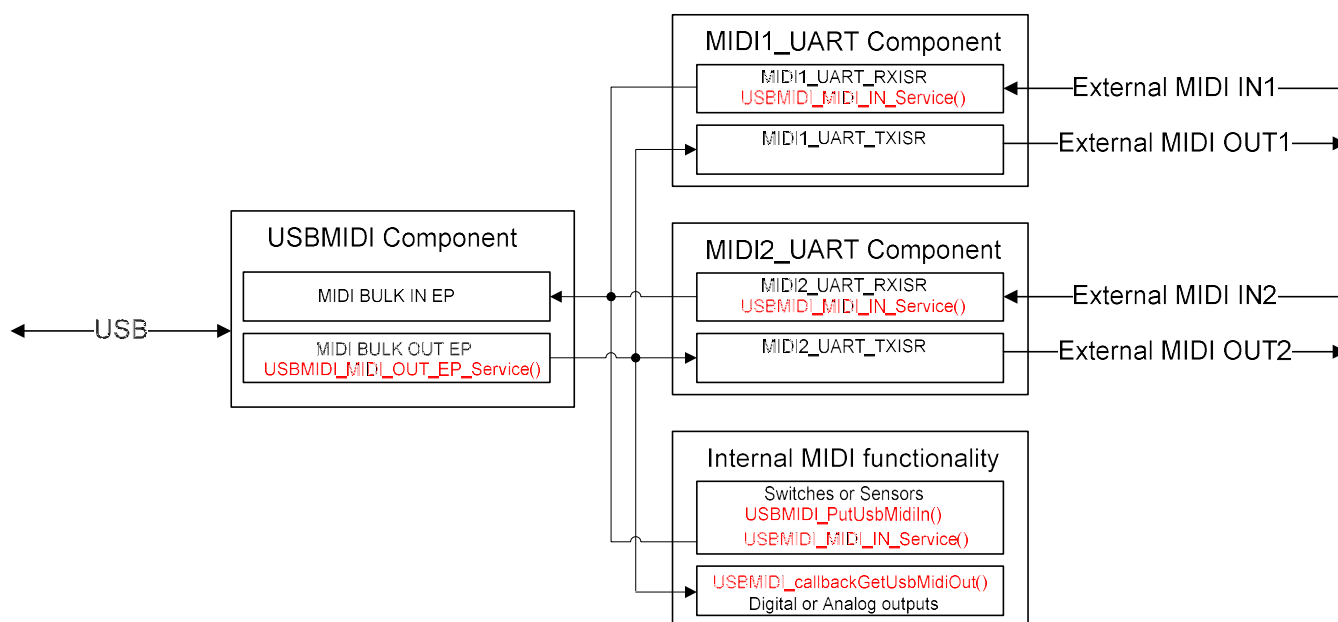 MIDI1_UART Component
MIDI1_UART_RXISR
USBMIDI_MIDI_IN_Service()
External MIDI IN1
MIDI1_UART_TXISR
External MIDI OUT1
USBMIDI Component
MIDI BULK IN EP
USB
MIDI BULK OUT EP
USBMIDI_MIDI_OUT_EP_Service()
MIDI2_UART Component
MIDI2_UART_RXISR
USBMIDI_MIDI_IN_Service()
External MIDI IN2
MIDI2_UART_TXISR
External MIDI OUT2
Internal MIDI functionality
Switches or Sensors
USBMIDI_PutUsbMidiIn()
USBMIDI_MIDI_IN_Service()
USBMIDI_callbackGetUsbMidiOut()
Digital or Analog outputs